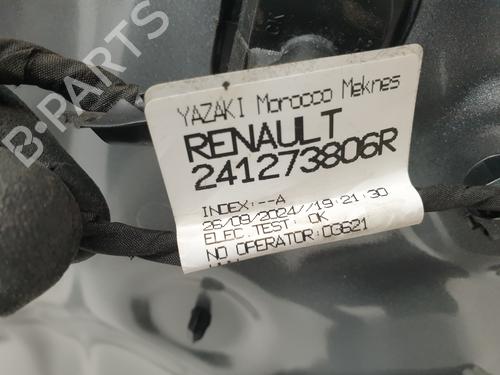 B-PARTS
YAZAKI Morocco Meknes
RENAULT
241273806R
INDEX:--A
26/09/2024//19:21:30
ELEC.TEST: OK
NO OPERATOR:03621